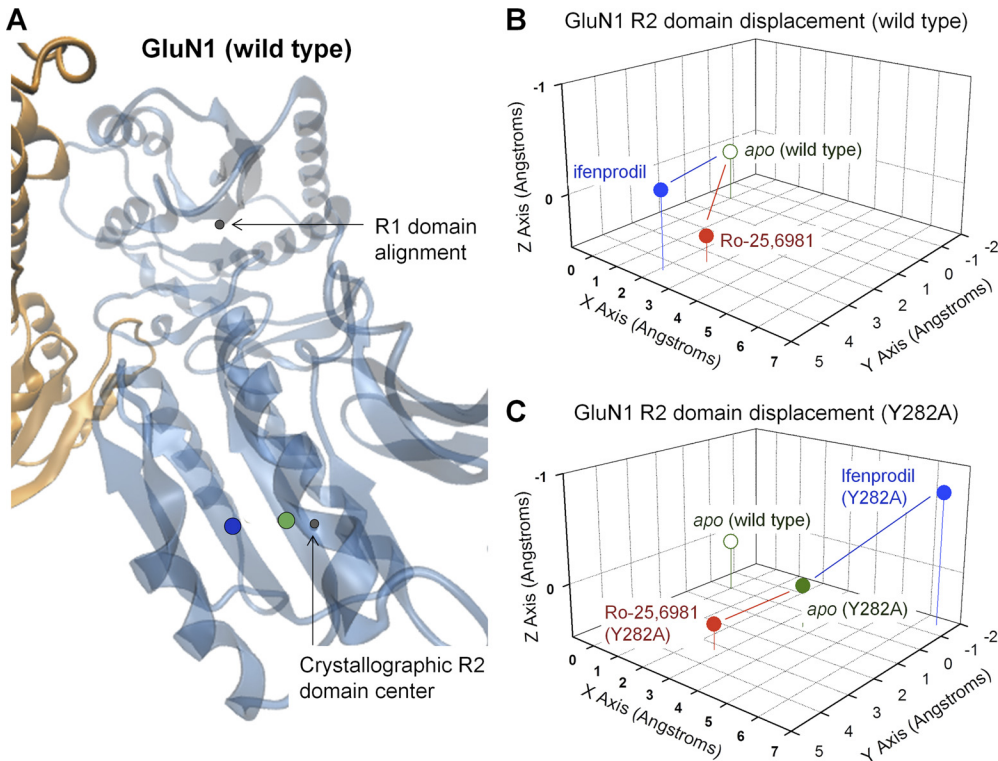 A
GluN1 (wild type)
R1 domain
alignment
Crystallographic R2
domain center
B
GluN1 R2 domain displacement (wild type)
-1
0
Z Axis (Angstroms)
ifenprodil
apo (wild type)
Ro-25,6981
0
1
2
3
4
5
6
7
X Axis (Angstroms)
-2
-1
0
1
2
3
4
5
Y Axis (Angstroms)
C
GluN1 R2 domain displacement (Y282A)
-1
0
Z Axis (Angstroms)
Ifenprodil
(Y282A)
apo (wild type)
Ro-25,6981
(Y282A)
apo (Y282A)
0
1
2
3
4
5
6
7
X Axis (Angstroms)
-2
-1
0
1
2
3
4
5
Y Axis (Angstroms)